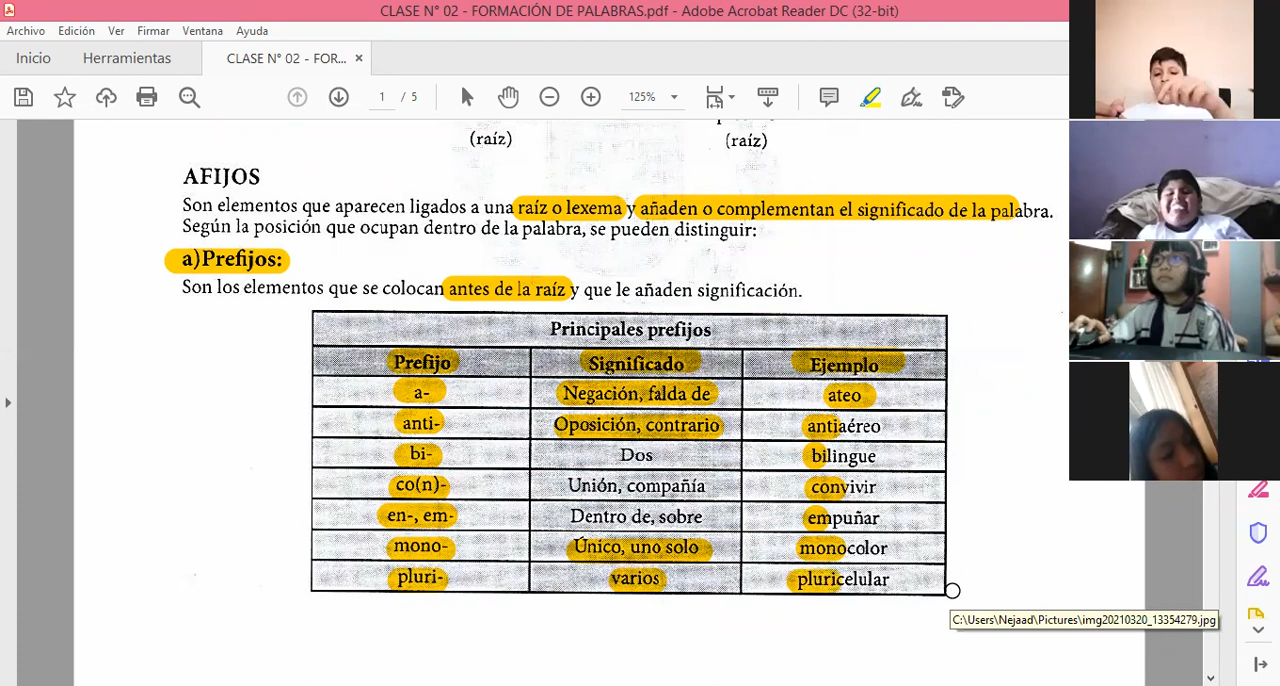 CLASE N° 02 - FORMACIÓN DE PALABRAS.pdf - Adobe Acrobat Reader DC (32-bit)
Archivo Edición Ver Firmar Ventana Ayuda
Inicio Herramientas CLASE N° 02 - FOR... ×
1 / 5 125%
(raíz) (raíz)
AFIJOS
Son elementos que aparecen ligados a una raíz o lexema y añaden o complementan el significado de la palabra.
Según la posición que ocupan dentro de la palabra, se pueden distinguir:
a)Prefijos:
Son los elementos que se colocan antes de la raíz y que le añaden significación.
Principales prefijos
Prefijo Significado Ejemplo
a- Negación, falda de ateo
anti- Oposición, contrario antiaéreo
bi- Dos bilingue
co(n)- Unión, compañía convivir
en-, em- Dentro de, sobre empuñar
mono- Único, uno solo monocolor
pluri- varios pluricelular
C:\Users\Nejaad\Pictures\img20210320_13354279.jpg